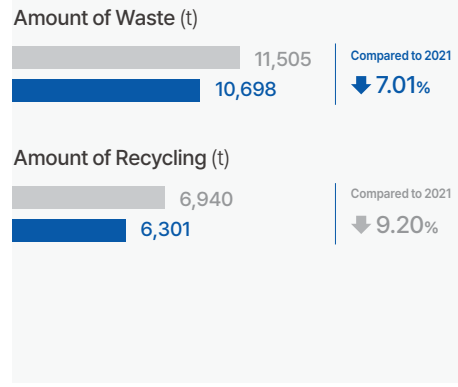 Amount of Waste (t)
11,505
10,698
Compared to 2021
7.01%
Amount of Recycling (t)
6,940
6,301
Compared to 2021
9.20%